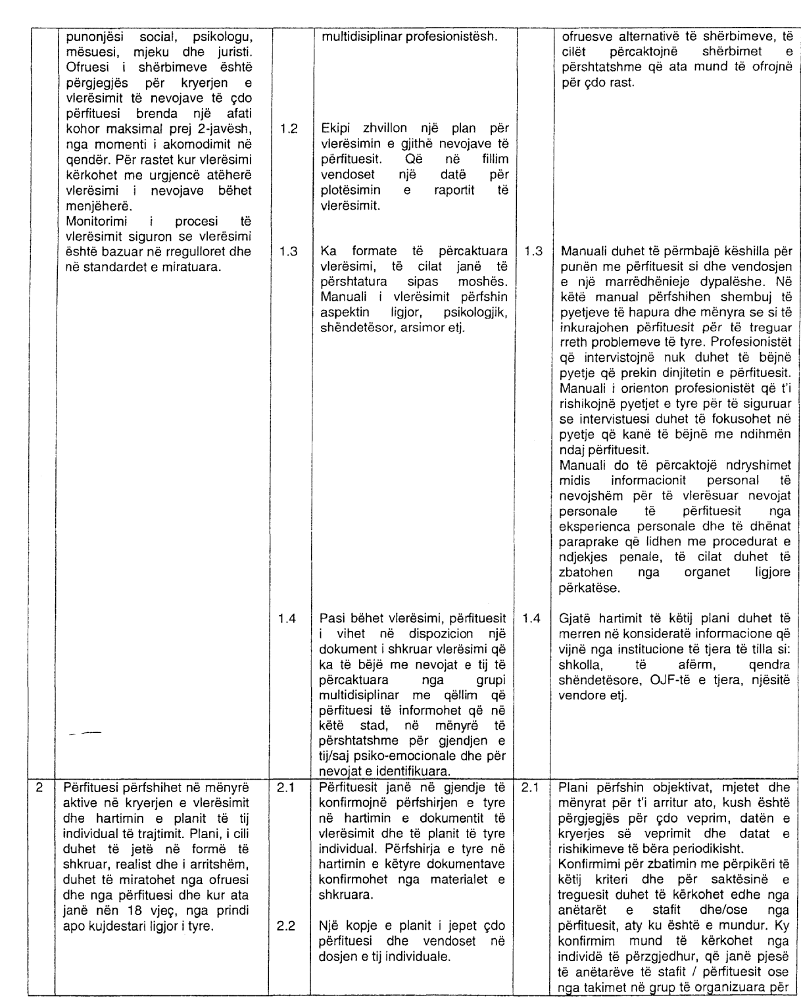 punonjësi social, psikologu,
mësuesi, mjeku dhe juristi.
Ofruesi i shërbimeve është
përgjegjës për kryerjen e
vlerësimit të nevojave të çdo
përfituesi brenda një afati
kohor maksimal prej 2-javësh,
nga momenti i akomodimit në
qendër. Për rastet kur vlerësimi
kërkohet me urgjencë atëherë
vlerësimi i nevojave bëhet
menjëherë.
Monitorimi i procesi të
vlerësimit siguron se vlerësimi
është bazuar në rregulloret dhe
në standardet e miratuara.
multidisiplinar profesionistësh.
1.2 Ekipi zhvillon një plan për
vlerësimin e gjithë nevojave të
përfituesit. Që në fillim
vendoset një datë për
plotësimin e raportit të
vlerësimit.
1.3 Ka formate të përcaktuara
vlerësimi, të cilat janë të
përshtatura sipas moshës.
Manuali i vlerësimit përfshin
aspektin ligjor, psikologjik,
shëndetësor, arsimor etj.
1.4 Pasi bëhet vlerësimi, përfituesit
i vihet në dispozicion një
dokument i shkruar vlerësimi që
ka të bëjë me nevojat e tij të
përcaktuara nga grupi
multidisiplinar me qëllim që
përfituesi të informohet që në
këtë stad, në mënyrë të
përshtatshme për gjendjen e
tij/saj psiko-emocionale dhe për
nevojat e identifikuara.
ofruesve alternativë të shërbimeve, të
cilët përcaktojnë shërbimet e
përshtatshme që ata mund të ofrojnë
për çdo rast.
1.3 Manuali duhet të përmbajë këshilla për
punën me përfituesit si dhe vendosjen
e një marrëdhënieje dypalëshe. Në
këtë manual përfshihen shembuj të
pyetjeve të hapura dhe mënyra se si të
inkurajohen përfituesit për të treguar
rreth problemeve të tyre. Profesionistët
që intervistojnë nuk duhet të bëjnë
pyetje që prekin dinjitetin e përfituesit.
Manuali i orienton profesionistët që t'i
rishikojnë pyetjet e tyre për të siguruar
se intervistuesi duhet të fokusohet në
pyetje që kanë të bëjnë me ndihmën
ndaj përfituesit.
Manuali do të përcaktojë ndryshimet
midis informacionit personal të
nevojshëm për të vlerësuar nevojat
personale të përfituesit nga
eksperienca personale dhe të dhënat
paraprake që lidhen me procedurat e
ndjekjes penale, të cilat duhet të
zbatohen nga organet ligjore
përkatëse.
1.4 Gjatë hartimit të këtij plani duhet të
merren në konsideratë informacione që
vijnë nga institucione të tjera të tilla si:
shkolla, të afërm, qendra
shëndetësore, OJF-të e tjera, njësitë
vendore etj.
2 Përfituesi përfshihet në mënyrë
aktive në kryerjen e vlerësimit
dhe hartimin e planit të tij
individual të trajtimit. Plani, i cili
duhet të jetë në formë të
shkruar, realist dhe i arritshëm,
duhet të miratohet nga ofruesi
dhe nga përfituesi dhe kur ata
janë nën 18 vjeç, nga prindi
apo kujdestari ligjor i tyre.
2.1 Përfituesit janë në gjendje të
konfirmojnë përfshirjen e tyre
në hartimin e dokumentit të
vlerësimit dhe të planit të tyre
individual. Përfshirja e tyre në
hartimin e këtyre dokumentave
konfirmohet nga materialet e
shkruara.
2.2 Një kopje e planit i jepet çdo
përfituesi dhe vendoset në
dosjen e tij individuale.
2.1 Plani përfshin objektivat, mjetet dhe
mënyrat për t'i arritur ato, kush është
përgjegjës për çdo veprim, datën e
kryerjes së veprimit dhe datat e
rishikimeve të bëra periodikisht.
Konfirmimi për zbatimin me përpikëri të
këtij kriteri dhe për saktësinë e
treguesit duhet të kërkohet edhe nga
anëtarët e stafit dhe/ose nga
përfituesit, aty ku është e mundur. Ky
konfirmim mund të kërkohet nga
individë të përzgjedhur, që janë pjesë
të anëtarëve të stafit / përfituesit ose
nga takimet në grup të organizuara për